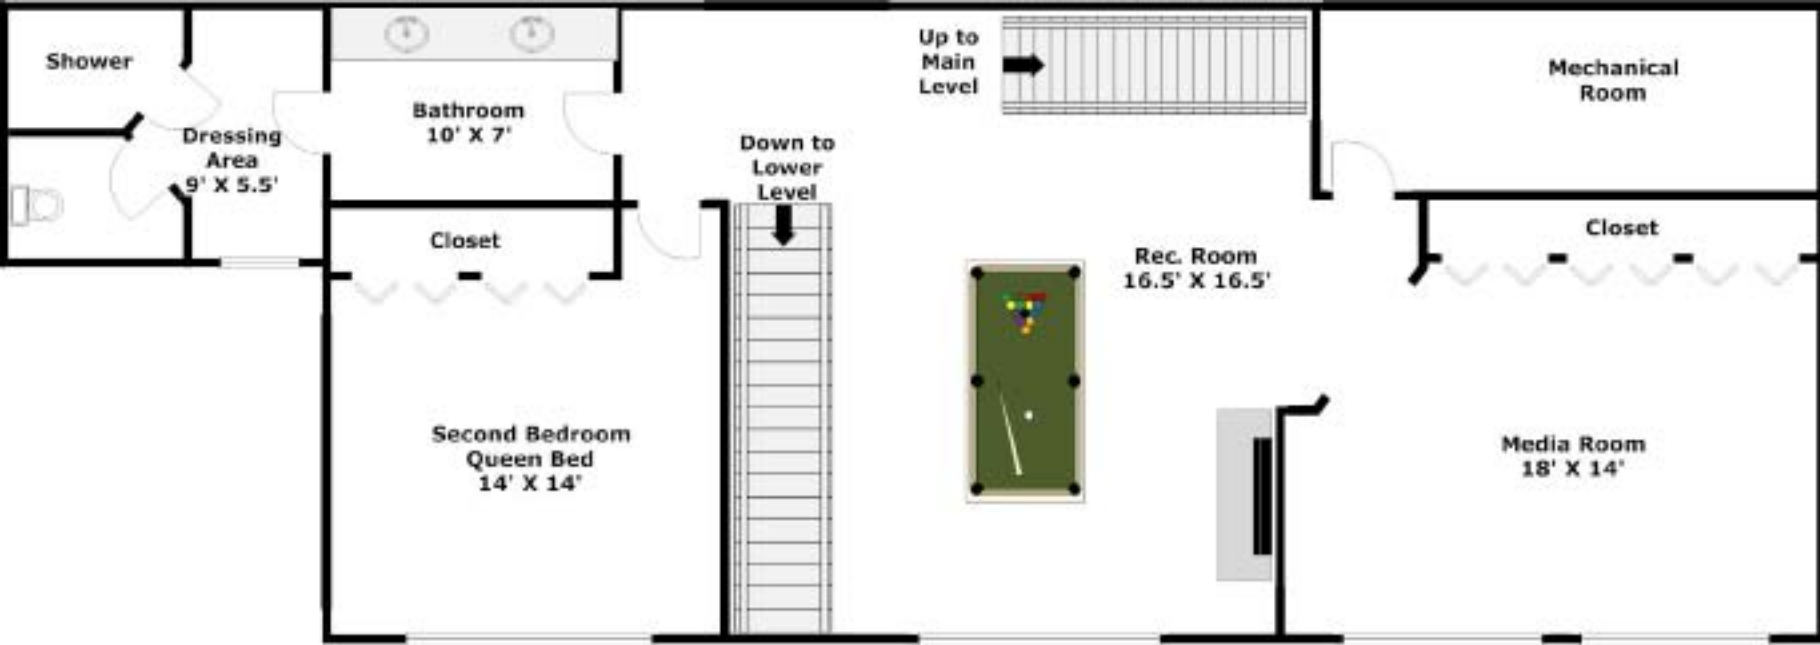 Shower
Dressing
Area
9' X 5.5'
Bathroom
10' X 7'
Closet
Second Bedroom
Queen Bed
14' X 14'
Down to
Lower
Level
Up to
Main
Level
Rec. Room
16.5' X 16.5'
Mechanical
Room
Closet
Media Room
18' X 14'